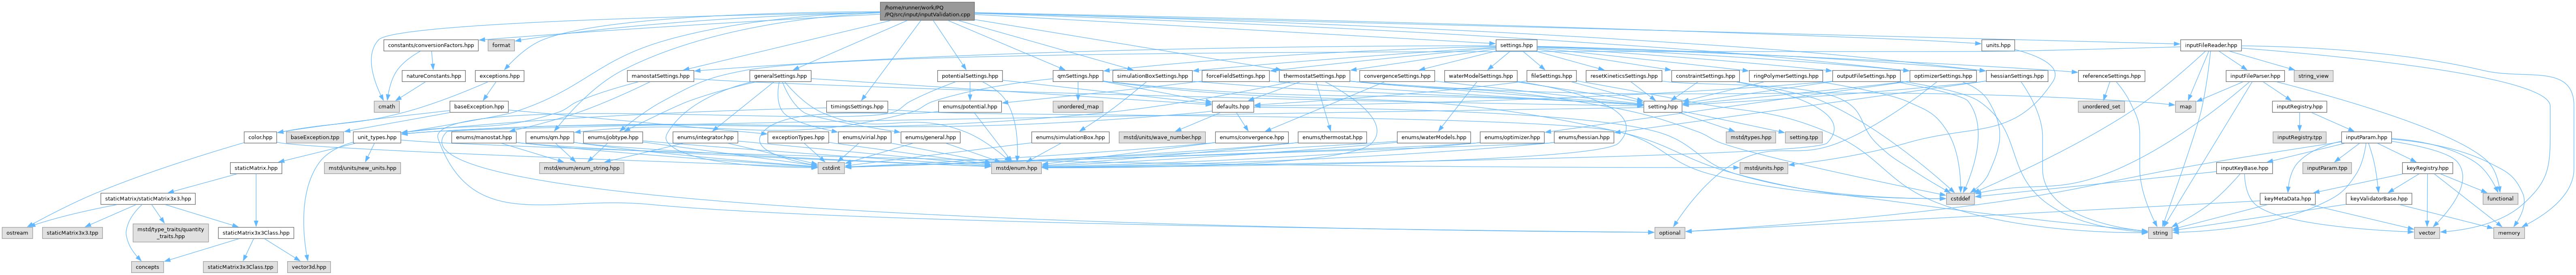 /home/runner/work/PQ
/PQ/src/input/inputValidation.cpp
constants/conversionFactors.hpp
format
settings.hpp
units.hpp
inputFileReader.hpp
natureConstants.hpp
exceptions.hpp
manostatSettings.hpp
generalSettings.hpp
potentialSettings.hpp
qmSettings.hpp
simulationBoxSettings.hpp
forceFieldSettings.hpp
thermostatSettings.hpp
convergenceSettings.hpp
waterModelSettings.hpp
fileSettings.hpp
resetKineticsSettings.hpp
constraintSettings.hpp
ringPolymerSettings.hpp
outputFileSettings.hpp
optimizerSettings.hpp
hessianSettings.hpp
referenceSettings.hpp
inputFileParser.hpp
string_view
cmath
baseException.hpp
timingsSettings.hpp
enums/potential.hpp
unordered_map
defaults.hpp
setting.hpp
unordered_set
map
inputRegistry.hpp
color.hpp
baseException.tpp
unit_types.hpp
enums/manostat.hpp
enums/qm.hpp
enums/jobtype.hpp
enums/integrator.hpp
exceptionTypes.hpp
enums/virial.hpp
enums/general.hpp
enums/simulationBox.hpp
mstd/units/wave_number.hpp
enums/convergence.hpp
enums/thermostat.hpp
enums/waterModels.hpp
enums/optimizer.hpp
enums/hessian.hpp
mstd/types.hpp
setting.tpp
inputRegistry.tpp
inputParam.hpp
staticMatrix.hpp
mstd/units/new_units.hpp
mstd/enum/enum_string.hpp
cstdint
mstd/enum.hpp
mstd/units.hpp
inputKeyBase.hpp
inputParam.tpp
keyRegistry.hpp
staticMatrix/staticMatrix3x3.hpp
cstddef
keyMetaData.hpp
keyValidatorBase.hpp
functional
ostream
staticMatrix3x3.tpp
mstd/type_traits/quantity
_traits.hpp
staticMatrix3x3Class.hpp
optional
string
vector
memory
concepts
staticMatrix3x3Class.tpp
vector3d.hpp